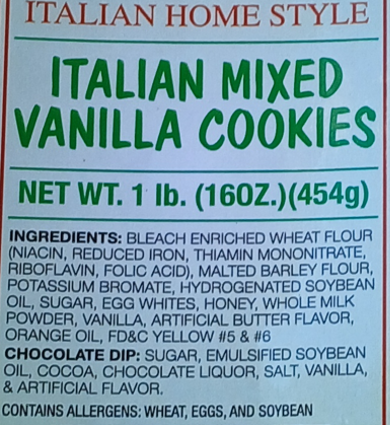 ITALIAN HOME STYLE
ITALIAN MIXED
VANILLA COOKIES
NET WT. 1 lb. (16OZ.)(454g)
INGREDIENTS: BLEACH ENRICHED WHEAT FLOUR
(NIACIN, REDUCED IRON, THIAMIN MONONITRATE,
RIBOFLAVIN, FOLIC ACID), MALTED BARLEY FLOUR,
POTASSIUM BROMATE, HYDROGENATED SOYBEAN
OIL, SUGAR, EGG WHITES, HONEY, WHOLE MILK
POWDER, VANILLA, ARTIFICIAL BUTTER FLAVOR,
ORANGE OIL, FD&C YELLOW #5 & #6
CHOCOLATE DIP: SUGAR, EMULSIFIED SOYBEAN
OIL, COCOA, CHOCOLATE LIQUOR, SALT, VANILLA,
& ARTIFICIAL FLAVOR.
CONTAINS ALLERGENS: WHEAT, EGGS, AND SOYBEAN